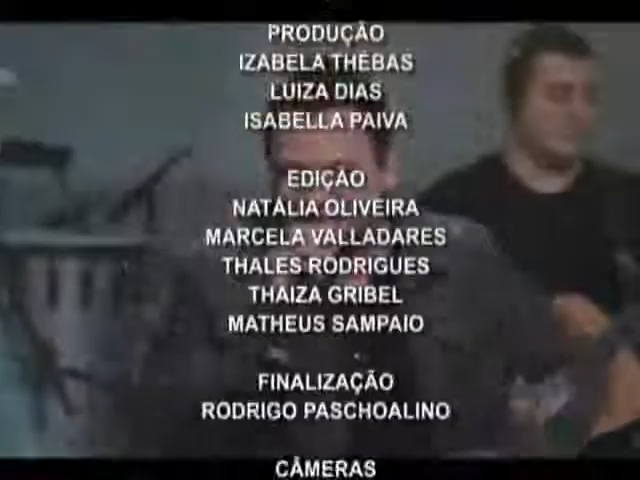 PRODUÇÃO
IZABELA THÉBAS
LUIZA DIAS
ISABELLA PAIVA
EDIÇÃO
NATÁLIA OLIVEIRA
MARCELA VALLADARES
THALES RODRIGUES
THAIZA GRIBEL
MATHEUS SAMPAIO
FINALIZAÇÃO
RODRIGO PASCHOALINO
CÂMERAS